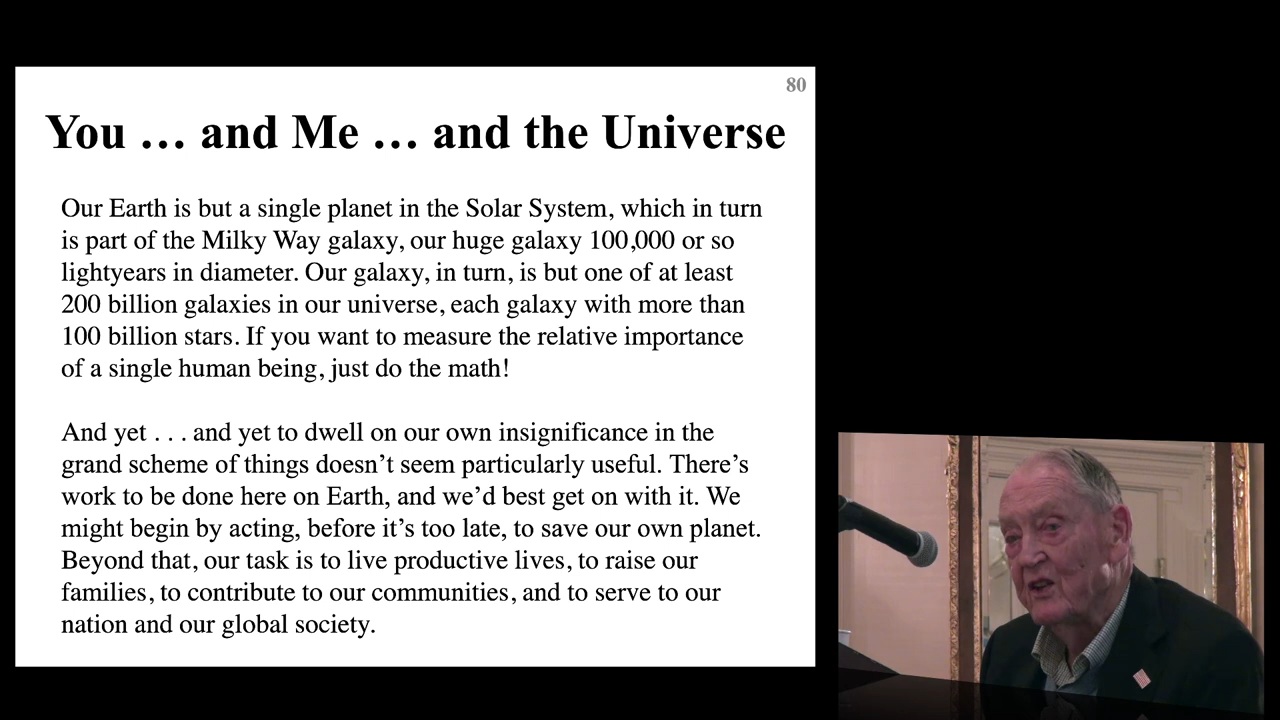 80
You … and Me … and the Universe
Our Earth is but a single planet in the Solar System, which in turn
is part of the Milky Way galaxy, our huge galaxy 100,000 or so
lightyears in diameter. Our galaxy, in turn, is but one of at least
200 billion galaxies in our universe, each galaxy with more than
100 billion stars. If you want to measure the relative importance
of a single human being, just do the math!
And yet . . . and yet to dwell on our own insignificance in the
grand scheme of things doesn’t seem particularly useful. There’s
work to be done here on Earth, and we’d best get on with it. We
might begin by acting, before it’s too late, to save our own planet.
Beyond that, our task is to live productive lives, to raise our
families, to contribute to our communities, and to serve to our
nation and our global society.